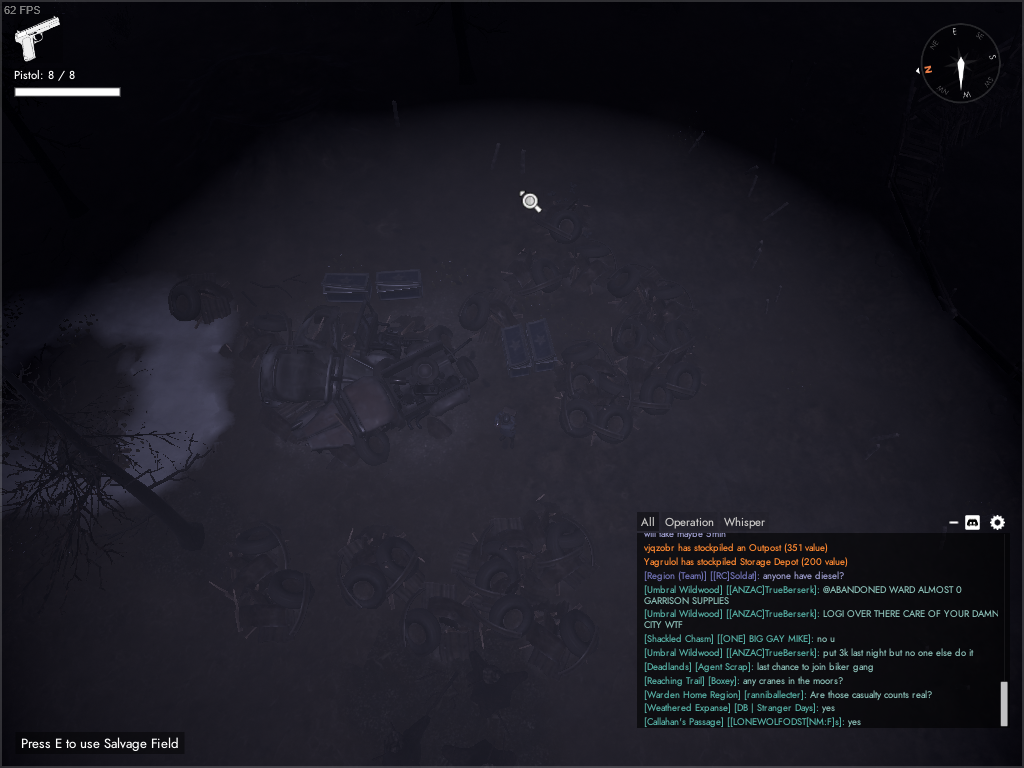 62 FPS
Pistol: 8 / 8
E
SE
S
SW
W
NW
N
NE
All Operation Whisper
will take maybe 5min
vjqzobr has stockpiled an Outpost (351 value)
Yagrulol has stockpiled Storage Depot (200 value)
[Region (Team)] [[RC]Soldat]: anyone have diesel?
[Umbral Wildwood] [[ANZAC]TrueBerserk]: @ABANDONED WARD ALMOST 0
GARRISON SUPPLIES
[Umbral Wildwood] [[ANZAC]TrueBerserk]: LOGI OVER THERE CARE OF YOUR DAMN
CITY WTF
[Shackled Chasm] [[ONE] BIG GAY MIKE]: no u
[Umbral Wildwood] [[ANZAC]TrueBerserk]: put 3k last night but no one else do it
[Deadlands] [Agent Scrap]: last chance to join biker gang
[Reaching Trail] [Boxey]: any cranes in the moors?
[Warden Home Region] [ranniballecter]: Are those casualty counts real?
[Weathered Expanse] [DB | Stranger Days]: yes
[Callahan's Passage] [[LONEWOLFODST[NM:F]s]: yes
Press E to use Salvage Field